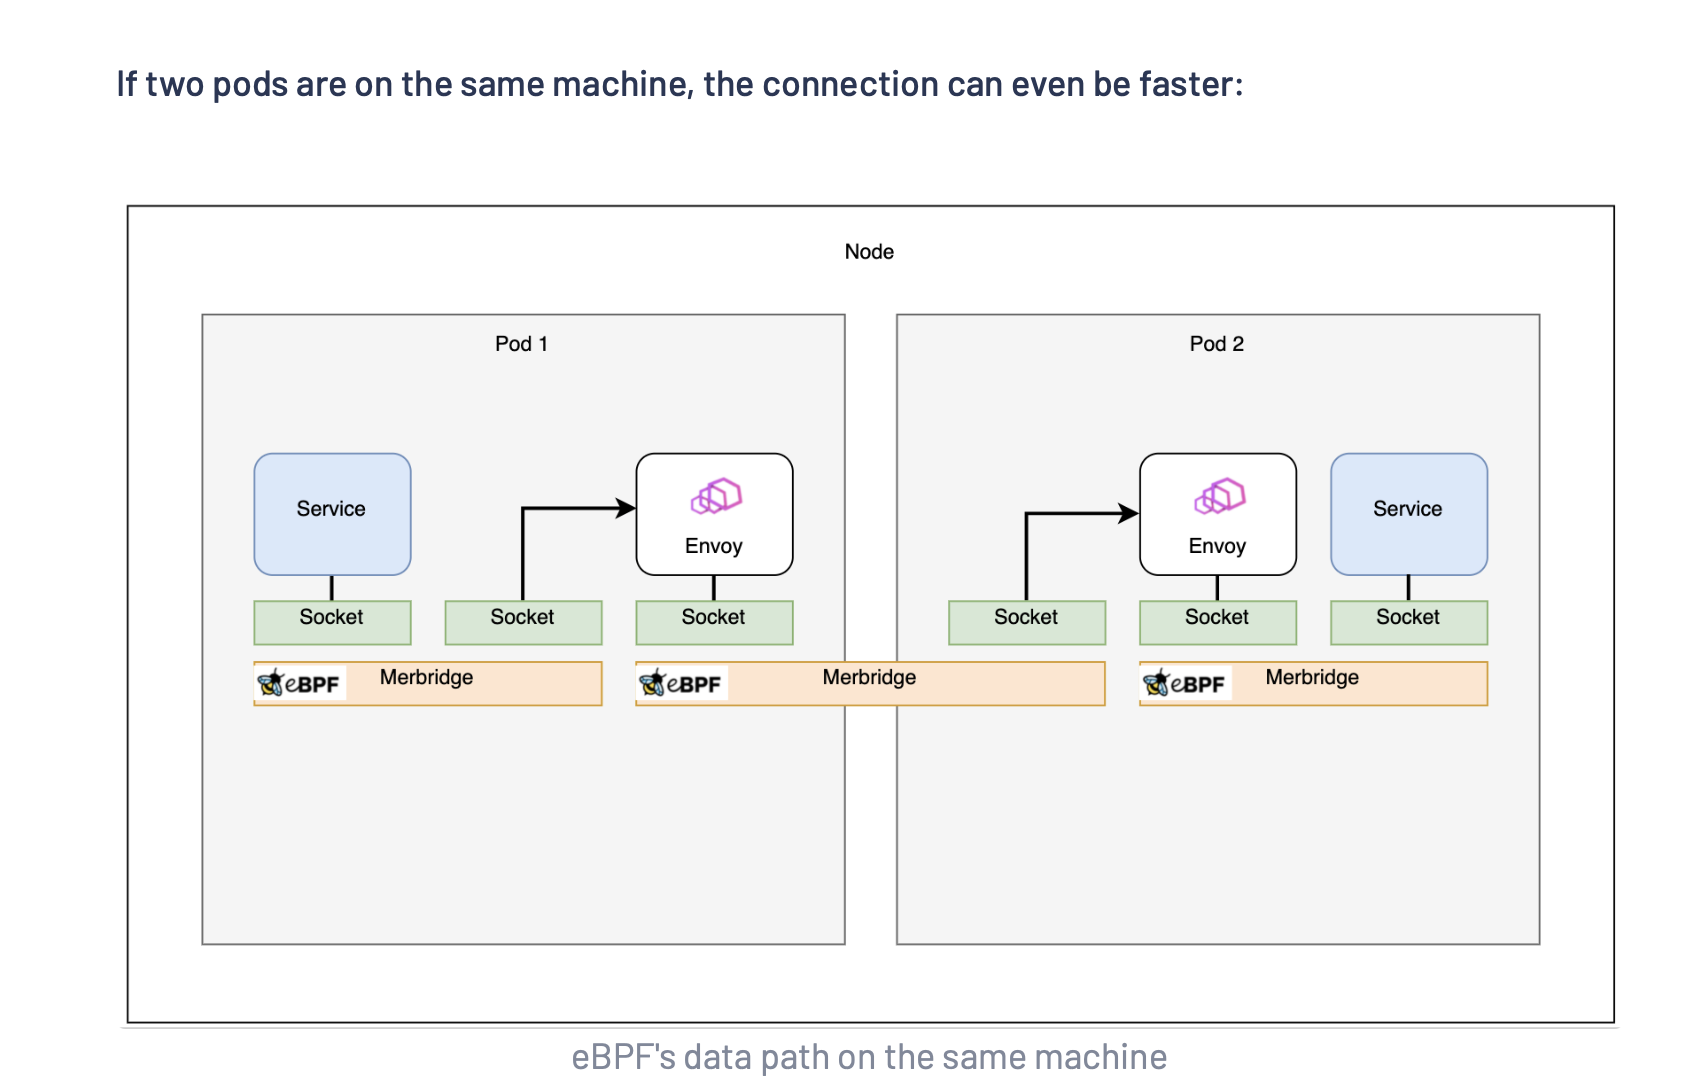 If two pods are on the same machine, the connection can even be faster:
Node
Pod 1
Pod 2
Service
Envoy
Envoy
Service
Socket
Socket
Socket
Socket
Socket
Socket
eBPF
Merbridge
eBPF
Merbridge
eBPF
Merbridge
eBPF's data path on the same machine